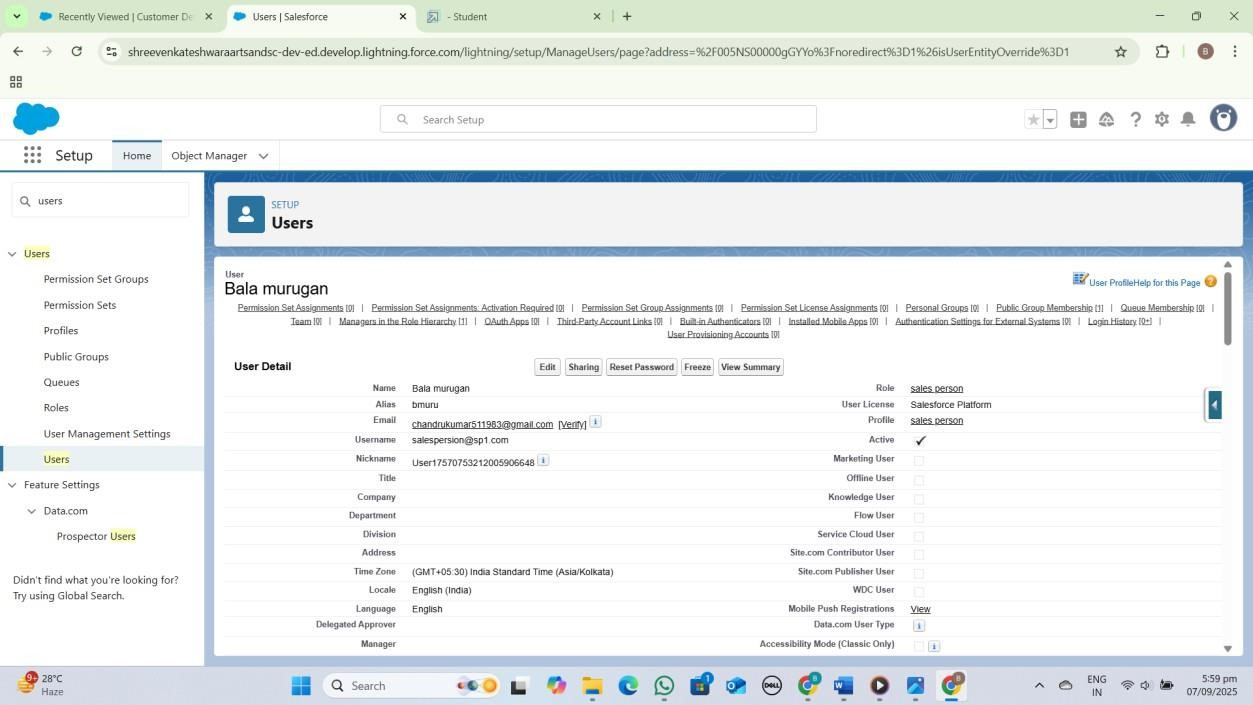 Recently Viewed | Customer De
Users | Salesforce
- Student
shreevenkateshwaraartsandsc-dev-ed.develop.lightning.force.com/lightning/setup/ManageUsers/page?address=%2F005NS00000gGYYo%3Fnoredirect%3D1%26isUserEntityOverride%3D1
B
Search Setup
Setup
Home
Object Manager
users
SETUP
Users
Users
Permission Set Groups
Permission Sets
Profiles
Public Groups
Queues
Roles
User Management Settings
Users
Feature Settings
Data.com
Prospector Users
Didn't find what you're looking for?
Try using Global Search.
User
Bala murugan
User ProfileHelp for this Page
Permission Set Assignments [0] | Permission Set Assignments: Activation Required [0] | Permission Set Group Assignments [0] | Permission Set License Assignments [0] | Personal Groups [0] | Public Group Membership [1] | Queue Membership [0] |
Team [0] | Managers in the Role Hierarchy [1] | OAuth Apps [0] | Third-Party Account Links [0] | Built-in Authenticators [0] | Installed Mobile Apps [0] | Authentication Settings for External Systems [0] | Login History [0+] |
User Provisioning Accounts [0]
User Detail
Edit Sharing Reset Password Freeze View Summary
Name Bala murugan Role sales person
Alias bmuru User License Salesforce Platform
Email chandrukumar511983@gmail.com [Verify] i Profile sales person
Username salespersion@sp1.com Active ✓
Nickname User17570753212005906648 i Marketing User
Title Offline User
Company Knowledge User
Department Flow User
Division Service Cloud User
Address Site.com Contributor User
Time Zone (GMT+05:30) India Standard Time (Asia/Kolkata) Site.com Publisher User
Locale English (India) WDC User
Language English Mobile Push Registrations View
Delegated Approver Data.com User Type i
Manager Accessibility Mode (Classic Only) i
9+ 28°C
Haze
Search
1
DELL
B
W
B
ENG
IN
5:59 pm
07/09/2025